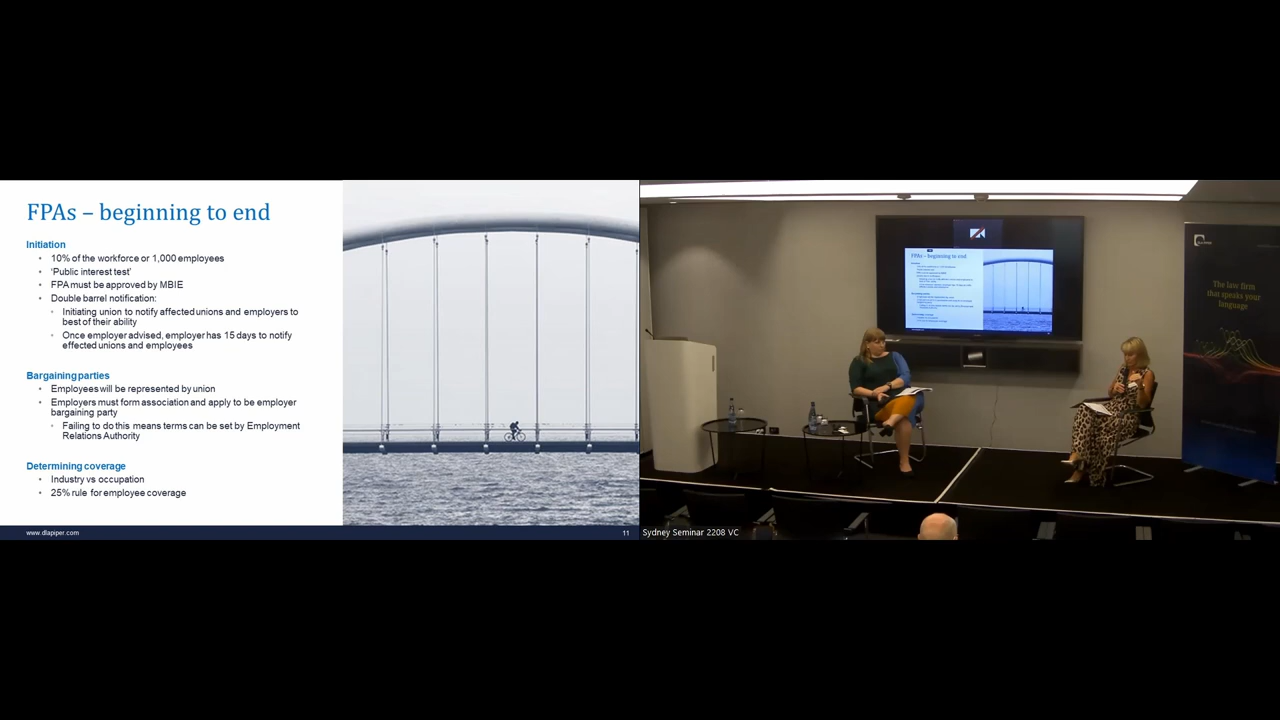 FPAs – beginning to end
Initiation
• 10% of the workforce or 1,000 employees
• 'Public interest test'
• FPA must be approved by MBIE
• Double barrel notification:
• Initiating union to notify affected unions and employers to
best of their ability
• Once employer advised, employer has 15 days to notify
effected unions and employees
Bargaining parties
• Employees will be represented by union
• Employers must form association and apply to be employer
bargaining party
• Failing to do this means terms can be set by Employment
Relations Authority
Determining coverage
• Industry vs occupation
• 25% rule for employee coverage
www.dlapiper.com
11
FPAs – beginning to end
The law firm
that speaks your
language
Sydney Seminar 2208 VC